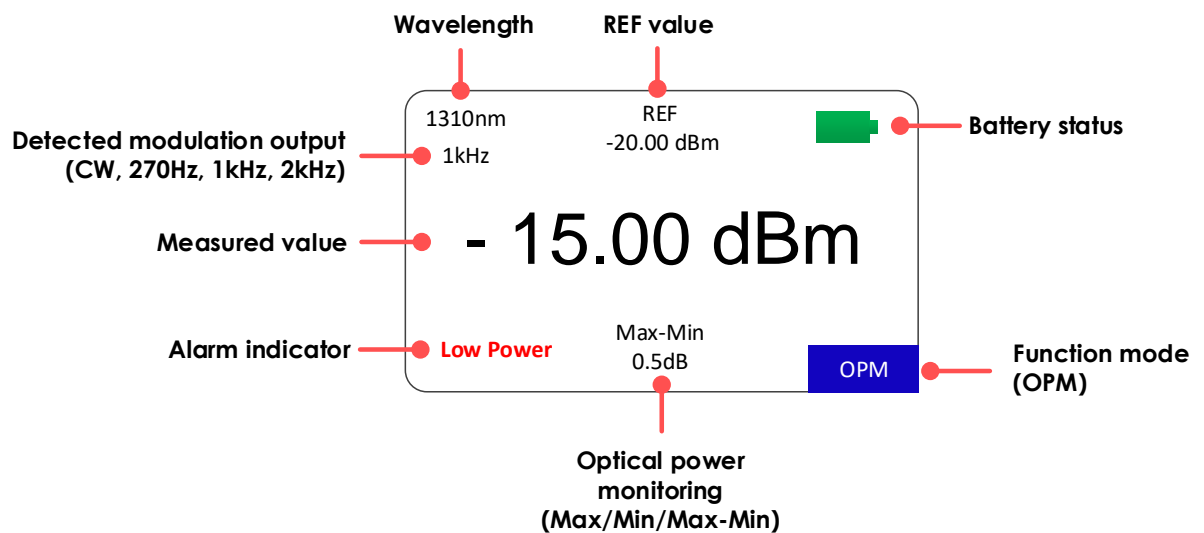 Wavelength
REF value
1310nm
REF
-20.00 dBm
Battery status
Detected modulation output
(CW, 270Hz, 1kHz, 2kHz)
1kHz
Measured value
- 15.00 dBm
Alarm indicator
Low Power
Max-Min
0.5dB
OPM
Function mode
(OPM)
Optical power
monitoring
(Max/Min/Max-Min)